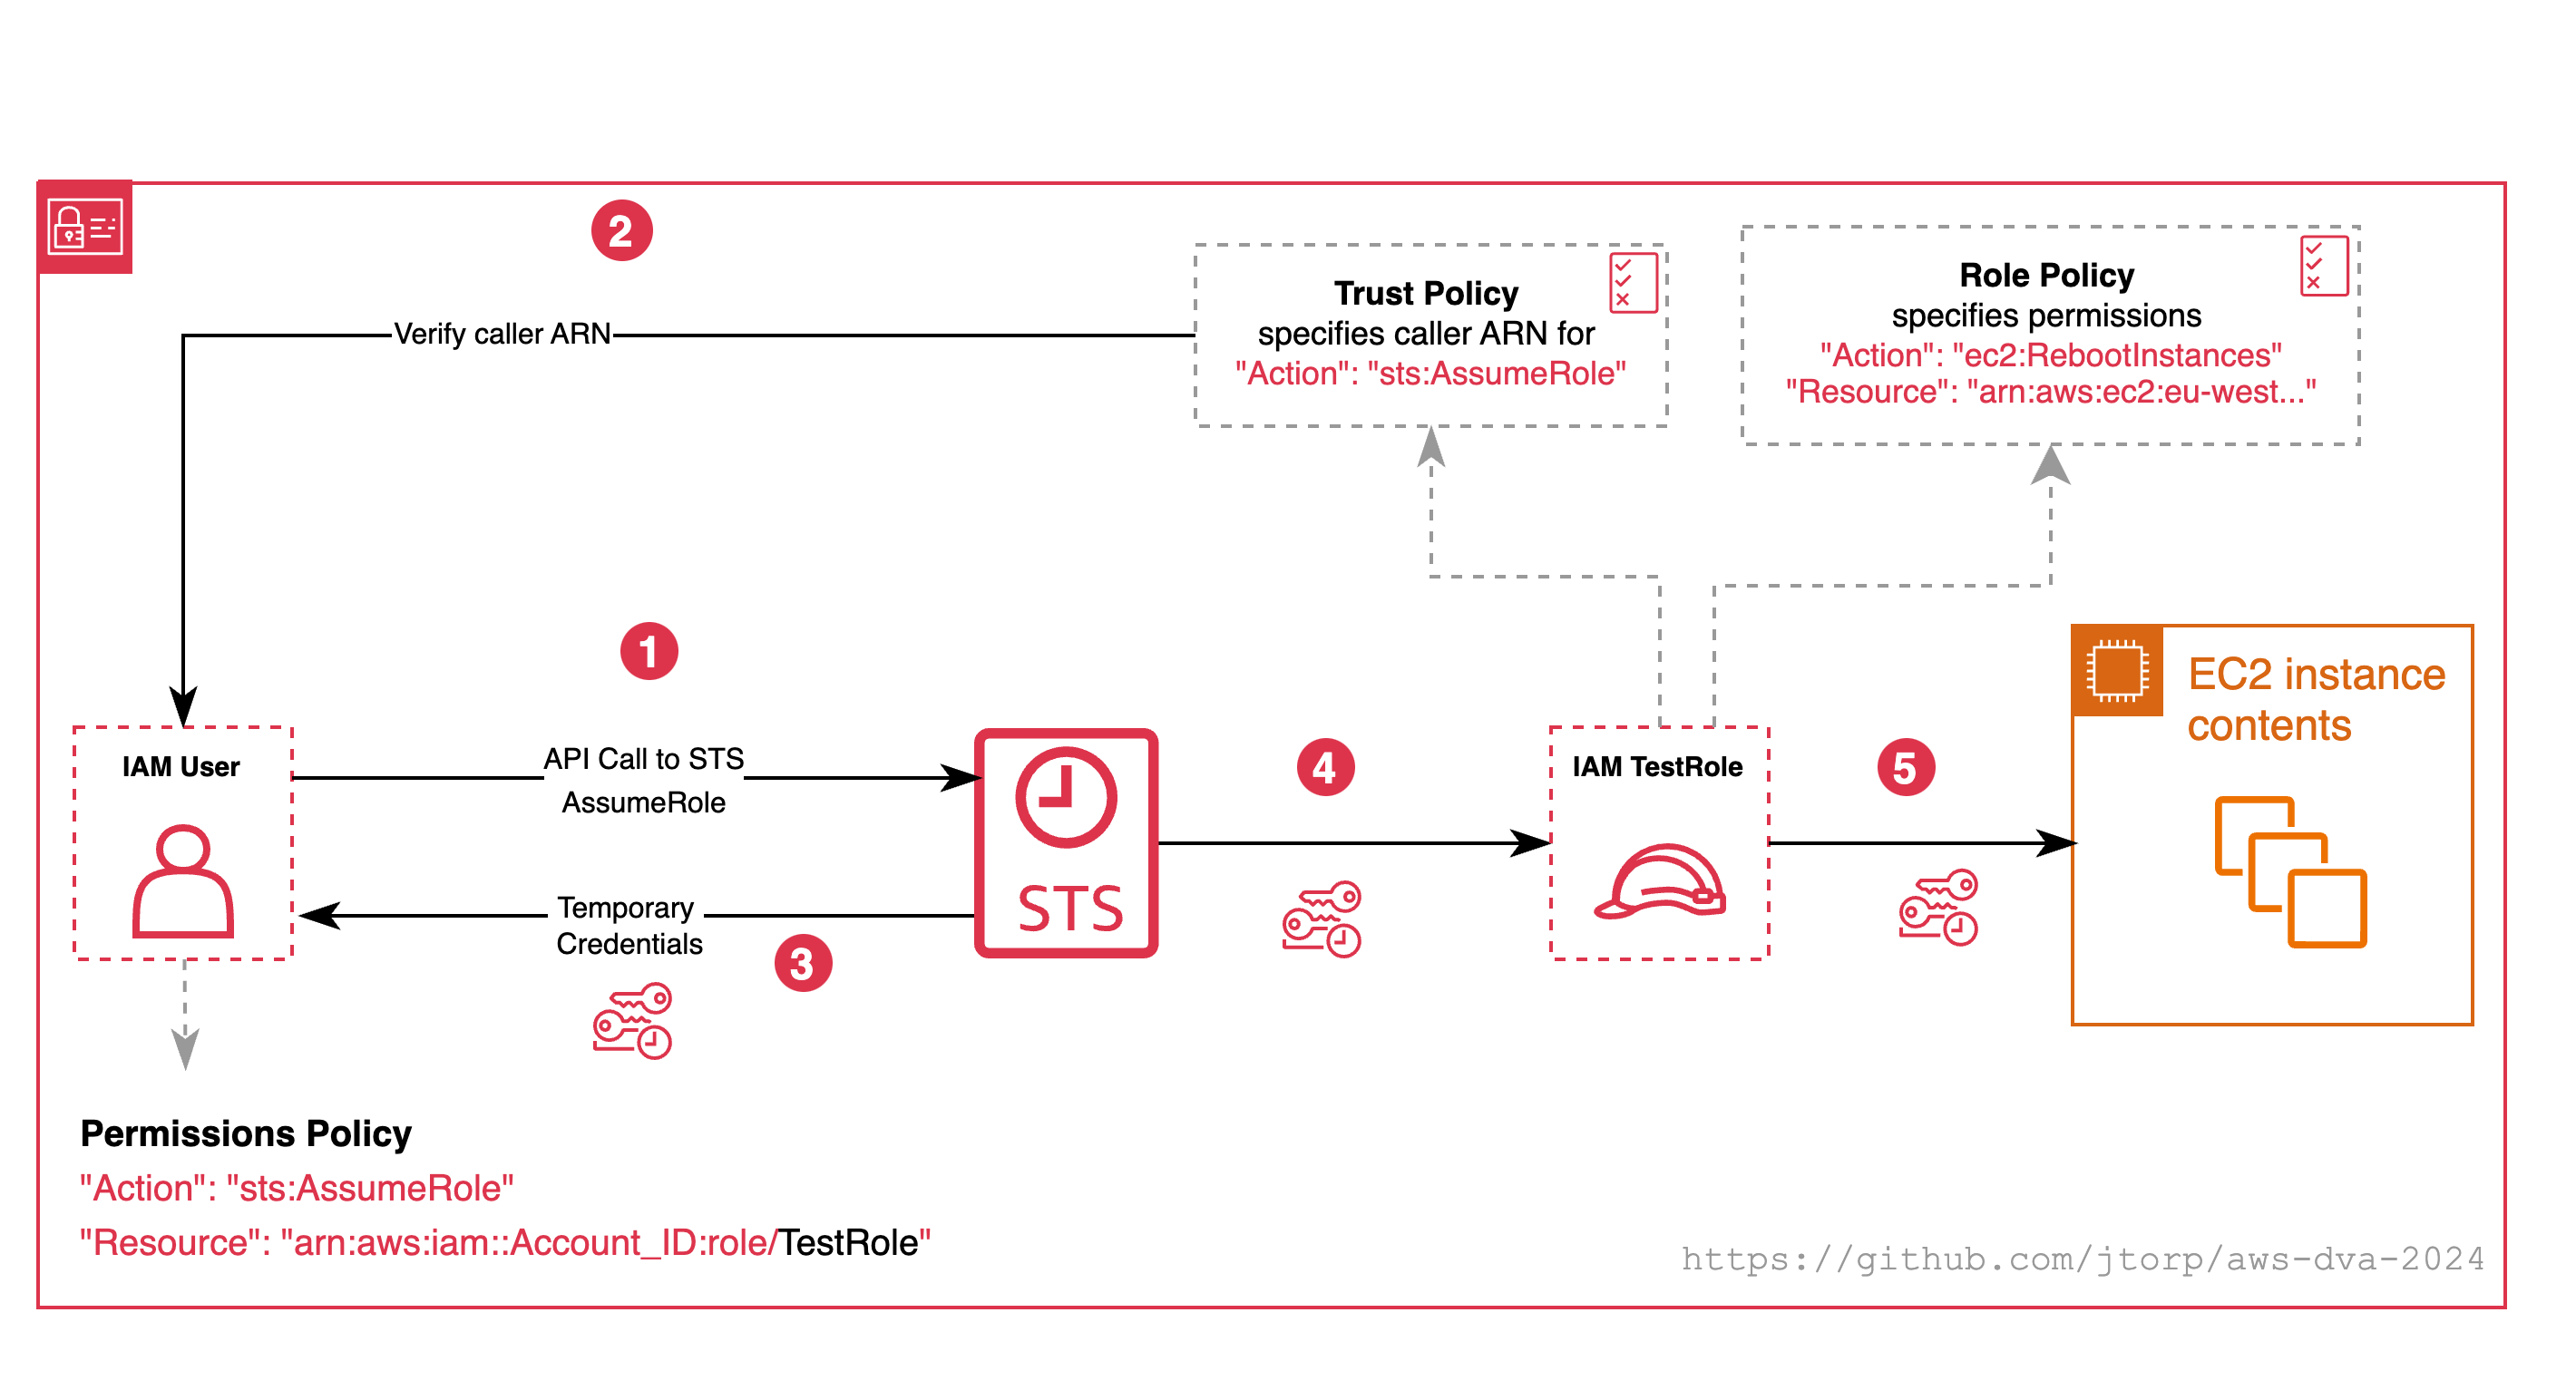 2
Trust Policy
specifies caller ARN for
"Action": "sts:AssumeRole"
Role Policy
specifies permissions
"Action": "ec2:RebootInstances"
"Resource": "arn:aws:ec2:eu-west..."
Verify caller ARN
1
IAM User
API Call to STS
AssumeRole
Temporary
Credentials
3
STS
4
IAM TestRole
5
EC2 instance
contents
Permissions Policy
"Action": "sts:AssumeRole"
"Resource": "arn:aws:iam::Account_ID:role/TestRole"
https://github.com/jtorp/aws-dva-2024